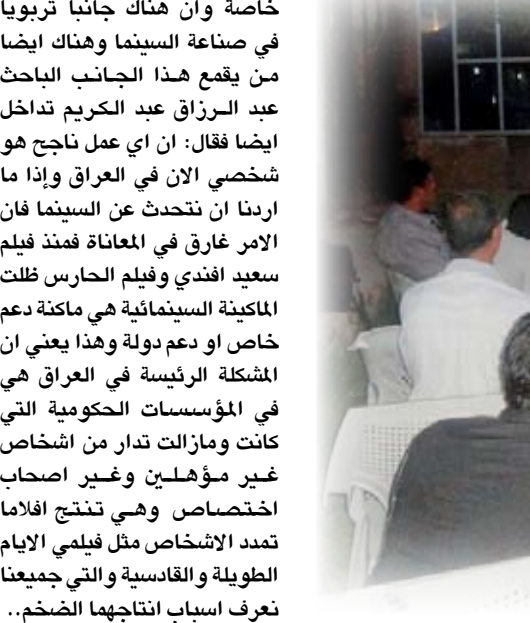 خاصة وان هناك جانبا تربويا
في صناعة السينما وهناك ايضا
من يقمع هذا الجانب الباحث
عبد الرزاق عبد الكريم تداخل
ايضا فقال: ان اي عمل ناجح هو
شخصي الان في العراق وإذا ما
اردنا ان نتحدث عن السينما فان
الامر غارق في المعاناة فمنذ فيلم
سعيد افندي وفيلم الحارس ظلت
الماكينة السينمائية هي ماكنة دعم
خاص او دعم دولة وهذا يعني ان
المشكلة الرئيسة في العراق هي
في المؤسسات الحكومية التي
كانت ومازالت تدار من اشخاص
غير مؤهلين وغير اصحاب
اختصاص وهي تنتج افلاما
تمدد الاشخاص مثل فيلمي الايام
الطويلة والقادسية والتي جميعنا
نعرف اسباب انتاجهما الضخم..